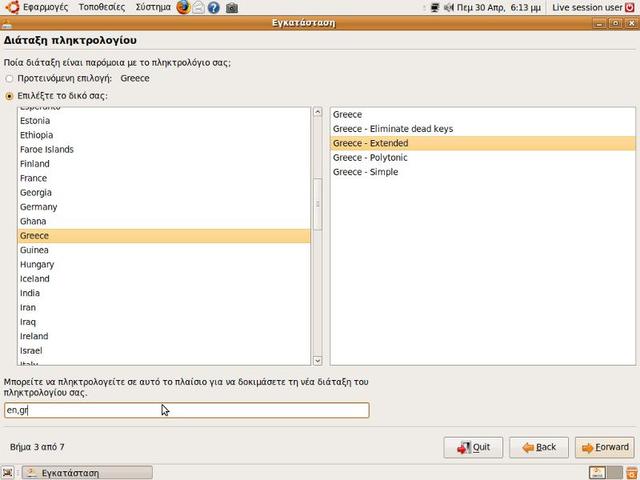 Εφαρμογές Τοποθεσίες Σύστημα Πεμ 30 Απρ, 6:13 μμ Live session user
Εγκατάσταση
Διάταξη πληκτρολογίου
Ποία διάταξη είναι παρόμοια με το πληκτρολόγιο σας;
Προτεινόμενη επιλογή: Greece
Επιλέξτε το δικό σας:
Esperanto
Estonia
Ethiopia
Faroe Islands
Finland
France
Georgia
Germany
Ghana
Greece
Guinea
Hungary
Iceland
India
Iran
Iraq
Ireland
Israel
Italy
Greece
Greece - Eliminate dead keys
Greece - Extended
Greece - Polytonic
Greece - Simple
Μπορείτε να πληκτρολογείτε σε αυτό το πλαίσιο για να δοκιμάσετε τη νέα διάταξη του
πληκτρολογίου σας.
en,gr
Βήμα 3 από 7
Quit Back Forward
Εγκατάσταση